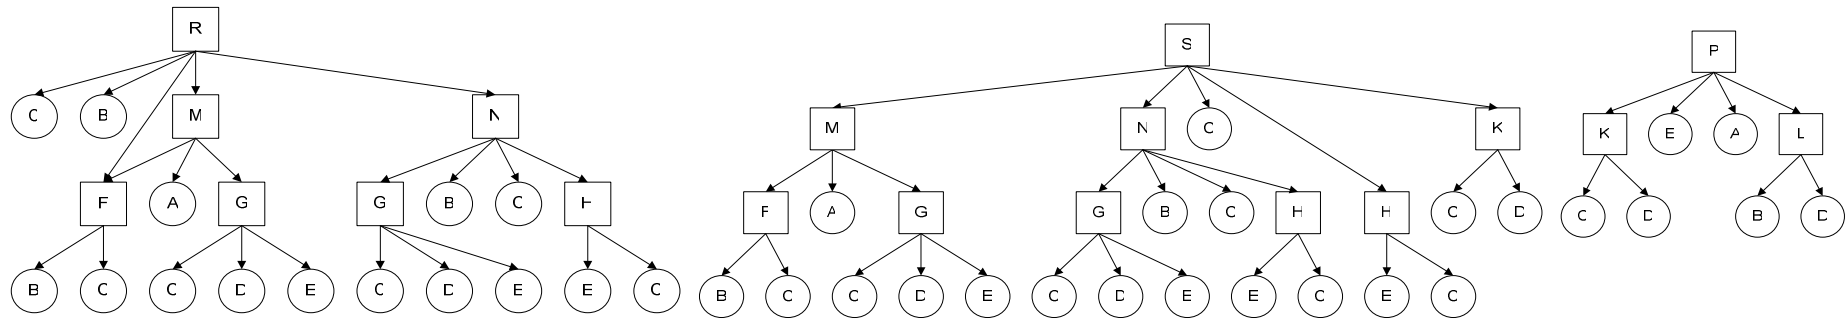 R
C B M N
F A G G B C H
B C C D E C D E E C
S
M N C K
F A G G B C H H C D
B C C D E C D E E C E C
P
K E A L
C D B D